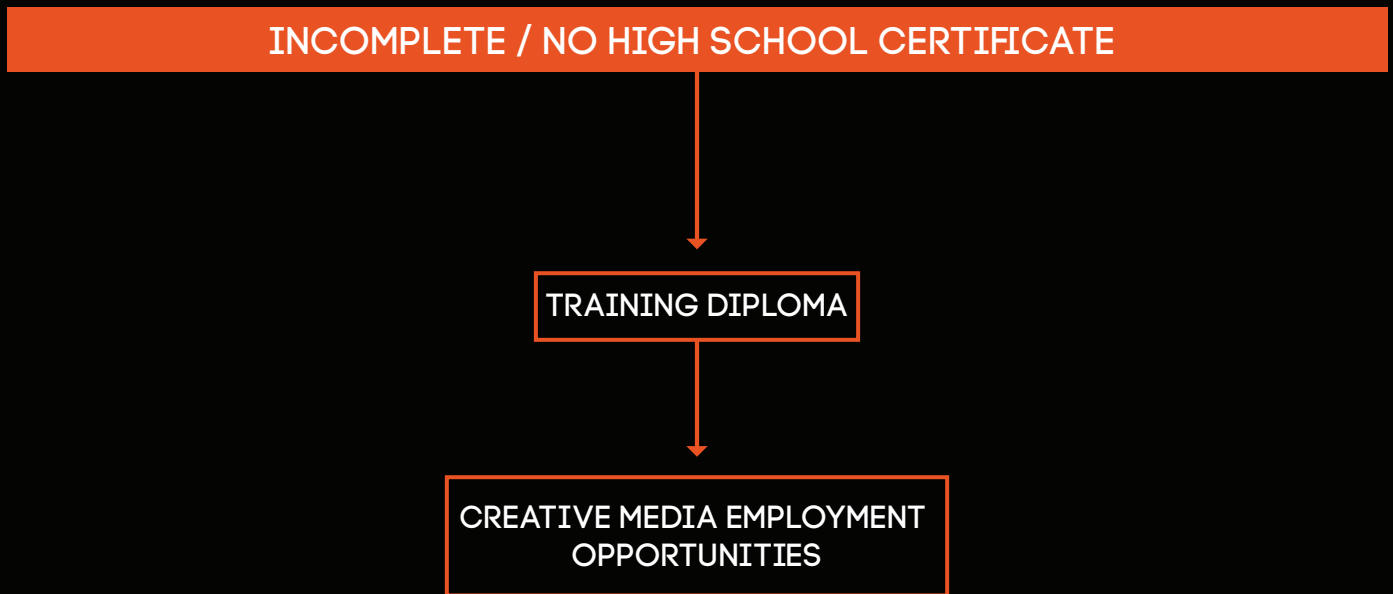 INCOMPLETE / NO HIGH SCHOOL CERTIFICATE
TRAINING DIPLOMA
CREATIVE MEDIA EMPLOYMENT
OPPORTUNITIES